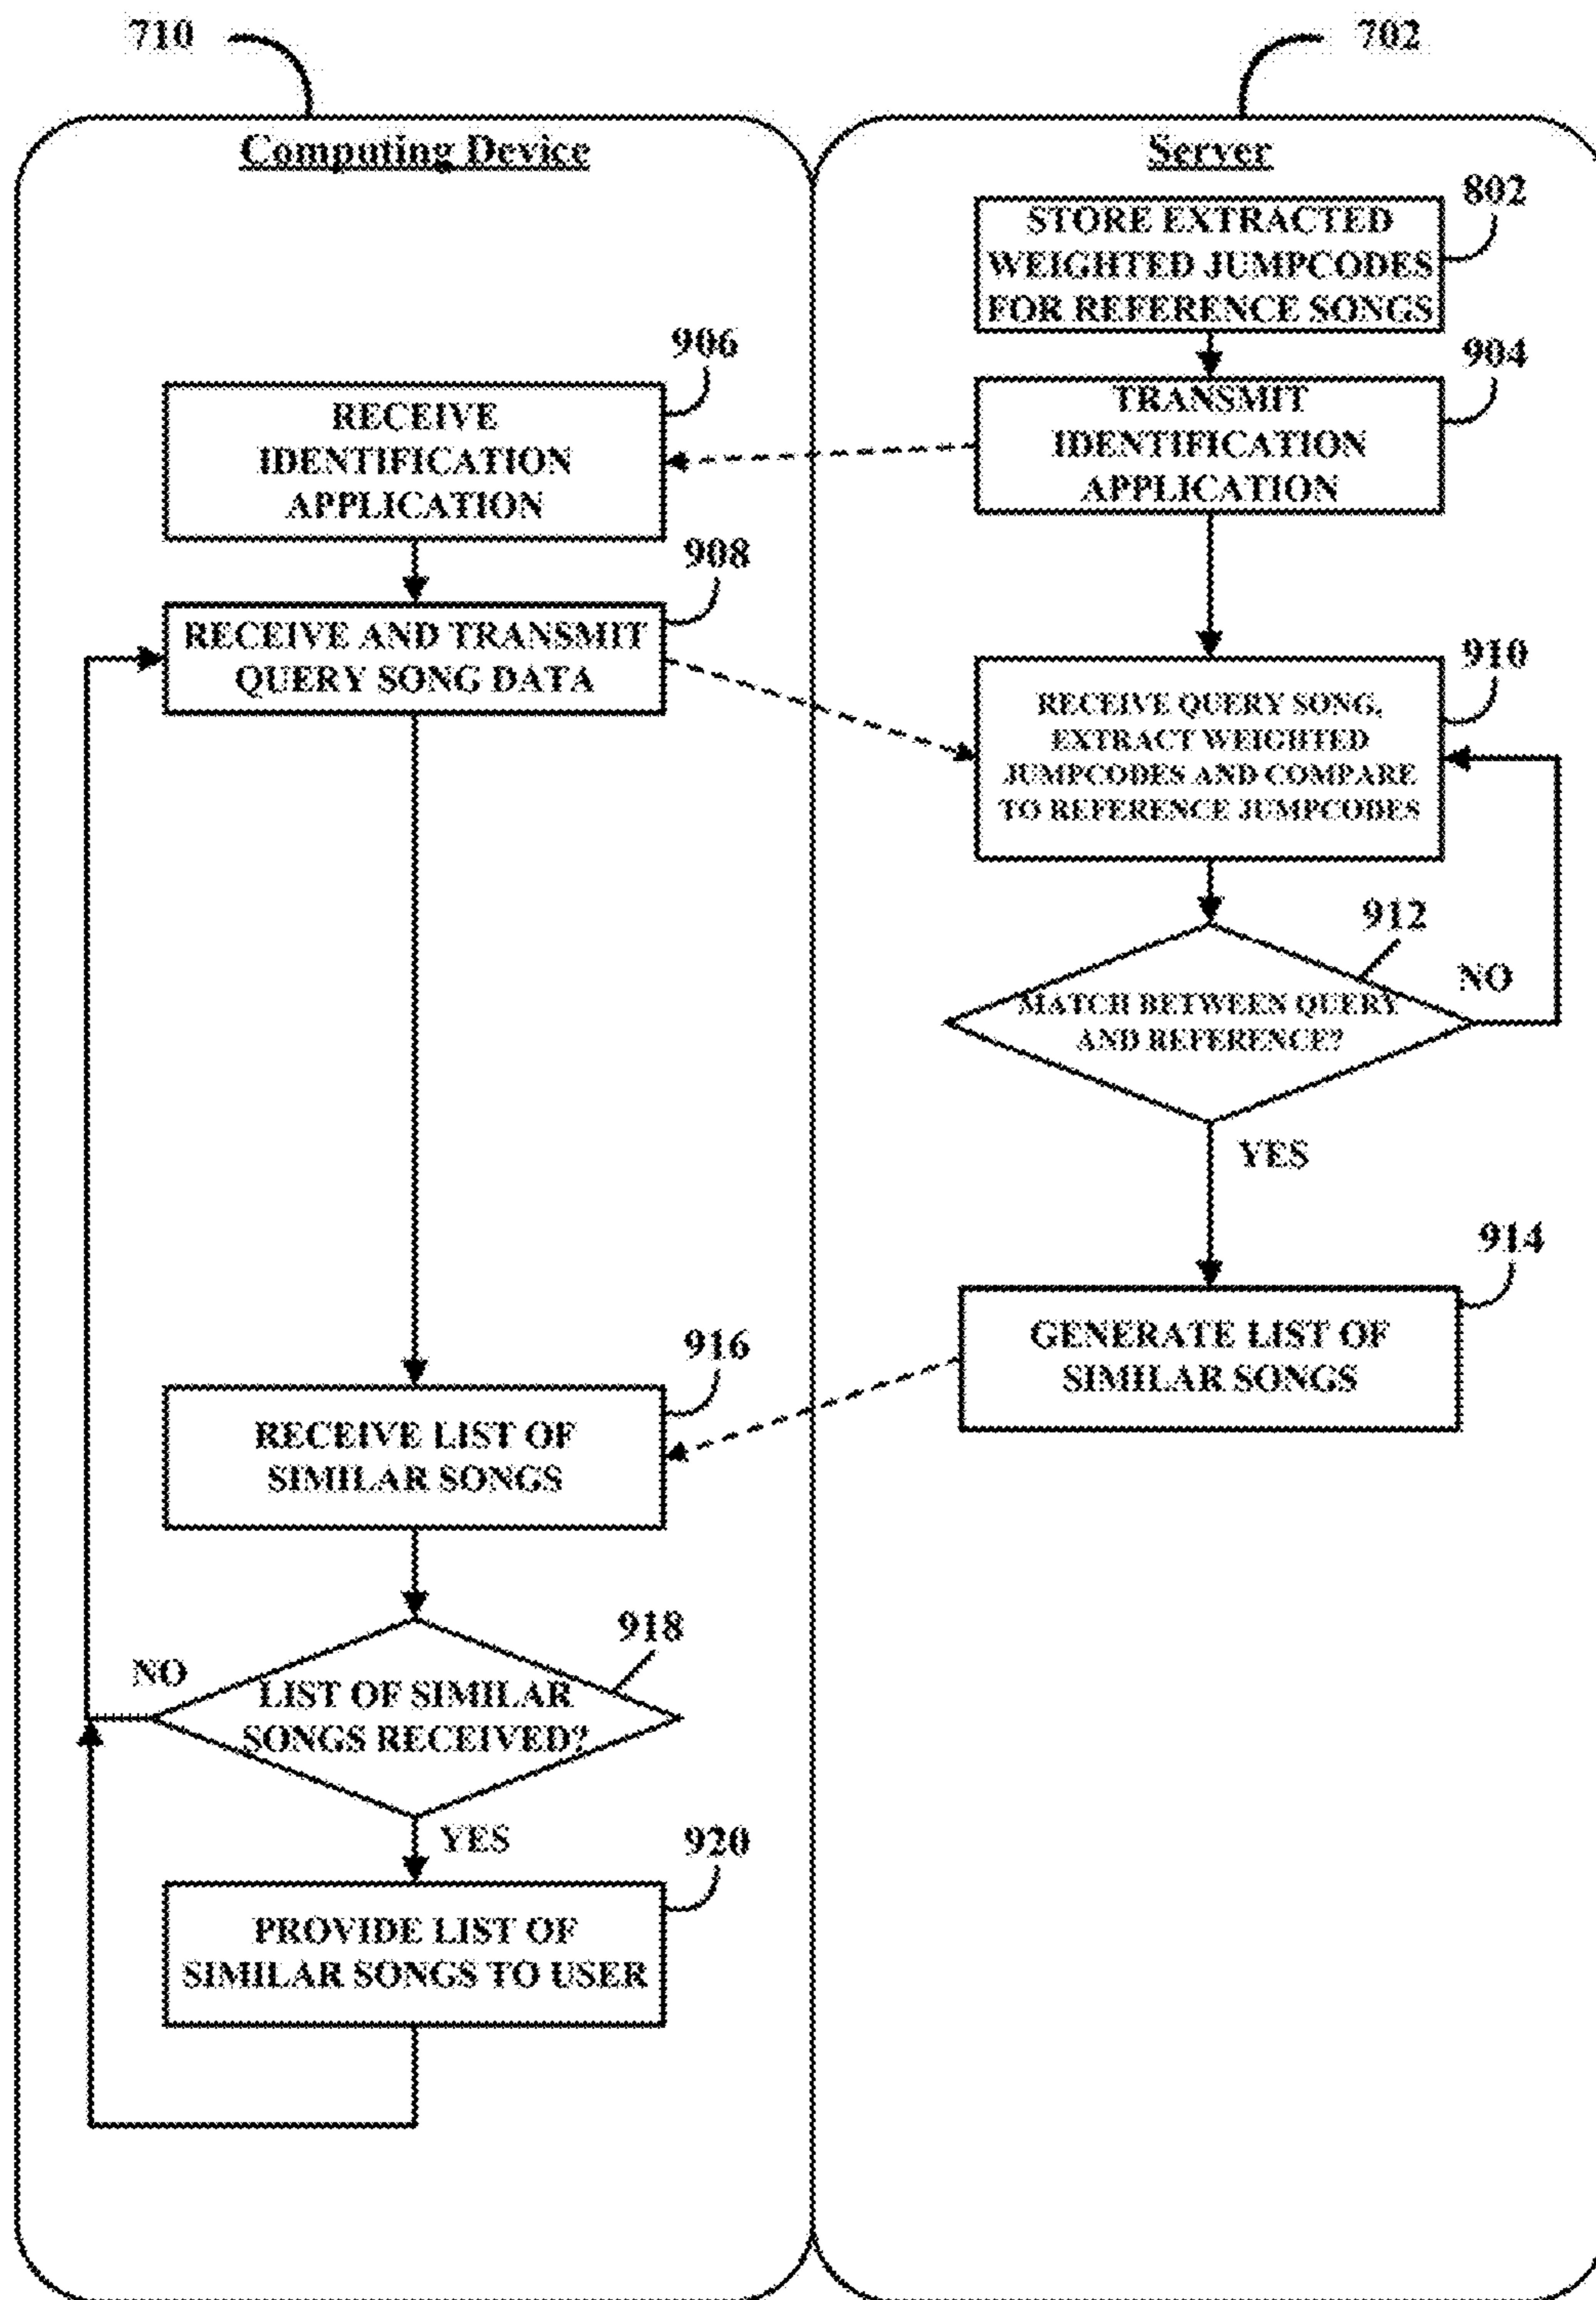 710
702
Computing Device
Server
802
STORE EXTRACTED
WEIGHTED JUMPCODES
FOR REFERENCE SONGS
904
TRANSMIT
IDENTIFICATION
APPLICATION
906
RECEIVE
IDENTIFICATION
APPLICATION
908
RECEIVE AND TRANSMIT
QUERY SONG DATA
910
RECEIVE QUERY SONG,
EXTRACT WEIGHTED
JUMPCODES AND COMPARE
TO REFERENCE JUMPCODES
912
NO
MATCH BETWEEN QUERY
AND REFERENCE?
YES
914
GENERATE LIST OF
SIMILAR SONGS
916
RECEIVE LIST OF
SIMILAR SONGS
918
NO
LIST OF SIMILAR
SONGS RECEIVED?
YES
920
PROVIDE LIST OF
SIMILAR SONGS TO USER